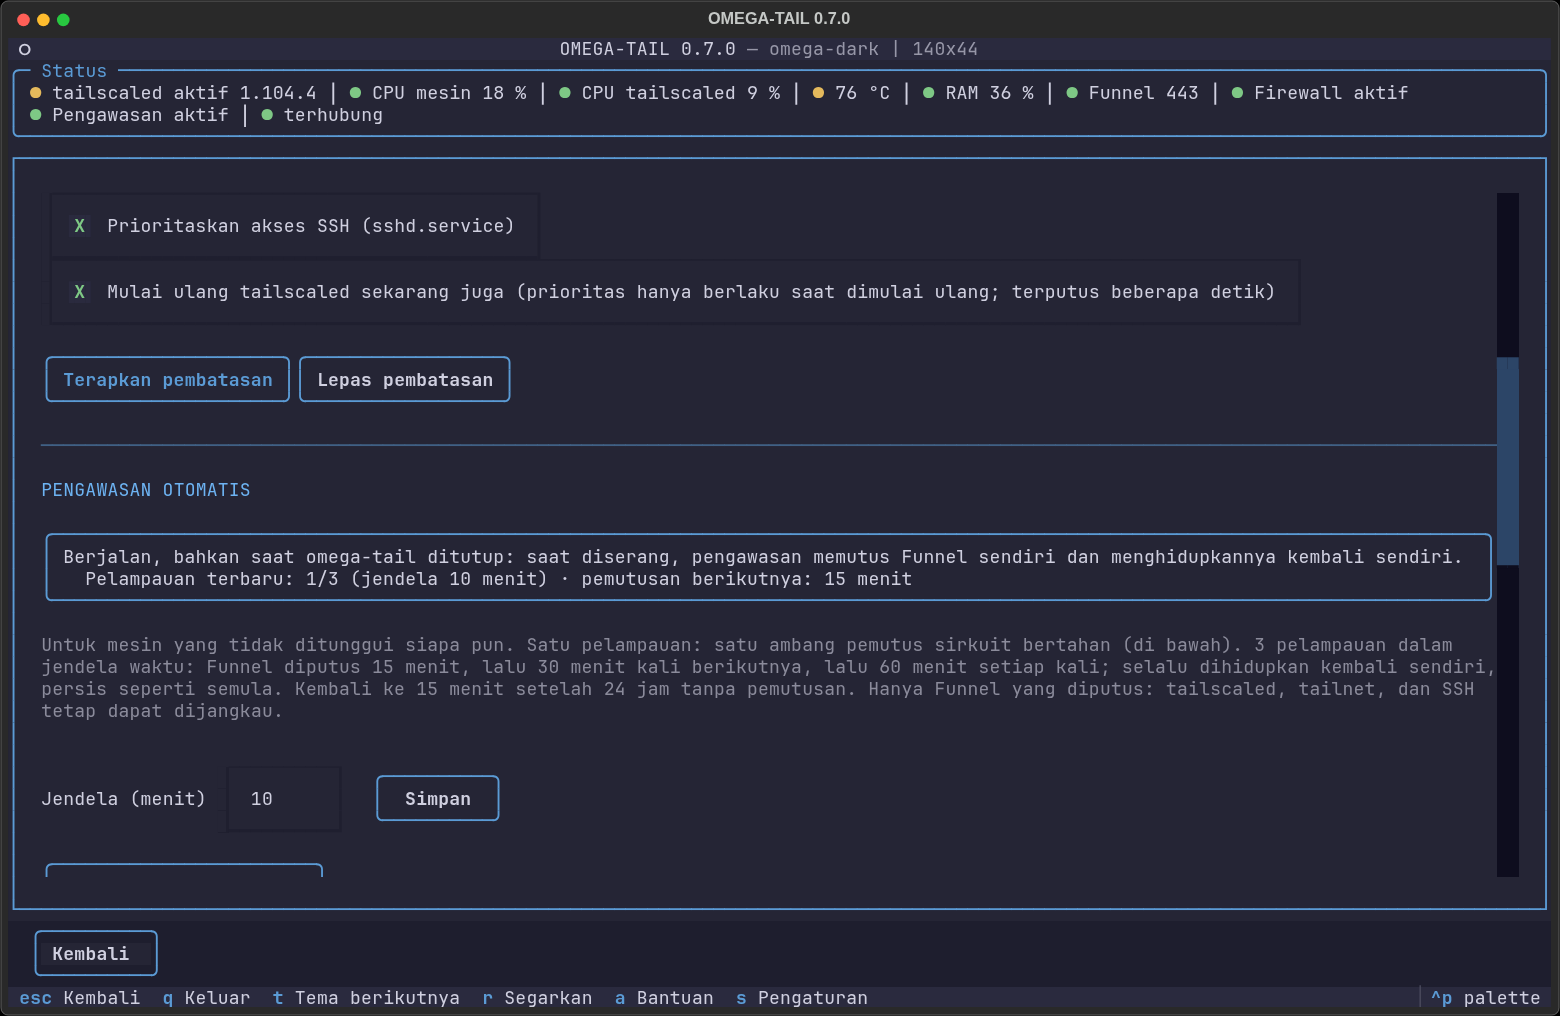 OMEGA-TAIL 0.7.0
OMEGA-TAIL 0.7.0 — omega-dark | 140x44
Status
tailscaled aktif 1.104.4 | CPU mesin 18 % | CPU tailscaled 9 % | 76 °C | RAM 36 % | Funnel 443 | Firewall aktif
Pengawasan aktif | terhubung
X Prioritaskan akses SSH (sshd.service)
X Mulai ulang tailscaled sekarang juga (prioritas hanya berlaku saat dimulai ulang; terputus beberapa detik)
Terapkan pembatasan Lepas pembatasan
PENGAWASAN OTOMATIS
Berjalan, bahkan saat omega-tail ditutup: saat diserang, pengawasan memutus Funnel sendiri dan menghidupkannya kembali sendiri.
Pelampauan terbaru: 1/3 (jendela 10 menit) · pemutusan berikutnya: 15 menit
Untuk mesin yang tidak ditunggui siapa pun. Satu pelampauan: satu ambang pemutus sirkuit bertahan (di bawah). 3 pelampauan dalam
jendela waktu: Funnel diputus 15 menit, lalu 30 menit kali berikutnya, lalu 60 menit setiap kali; selalu dihidupkan kembali sendiri,
persis seperti semula. Kembali ke 15 menit setelah 24 jam tanpa pemutusan. Hanya Funnel yang diputus: tailscaled, tailnet, dan SSH
tetap dapat dijangkau.
Jendela (menit) 10 Simpan
Kembali
esc Kembali q Keluar t Tema berikutnya r Segarkan a Bantuan s Pengaturan ^p palette